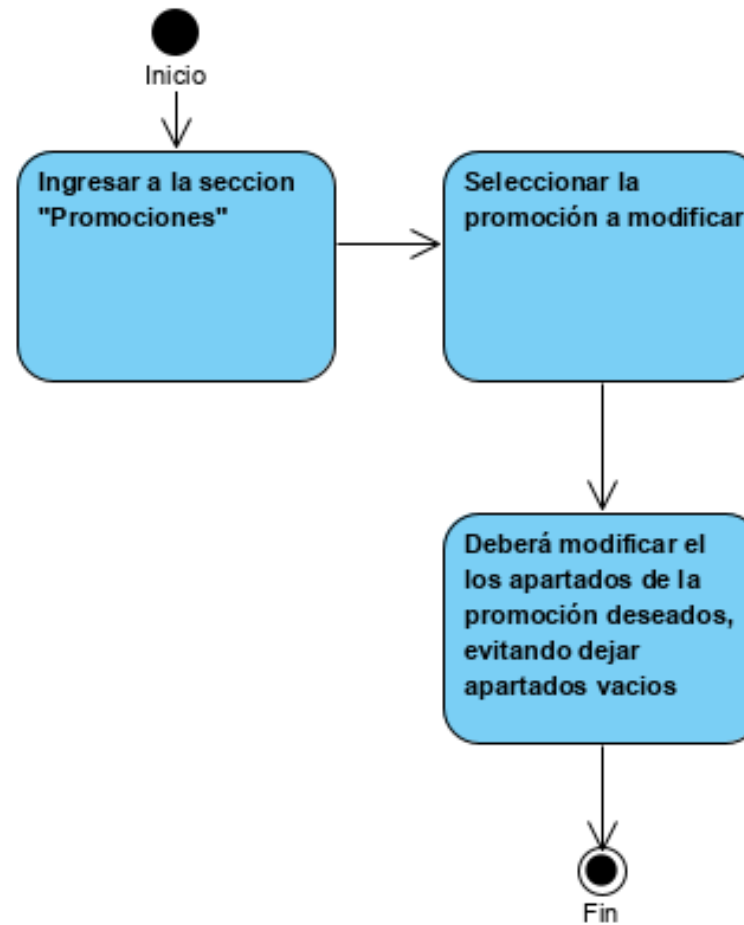 Inicio
Ingresar a la seccion
"Promociones"
Seleccionar la
promoción a modificar
Deberá modificar el
los apartados de la
promoción deseados,
evitando dejar
apartados vacios
Fin